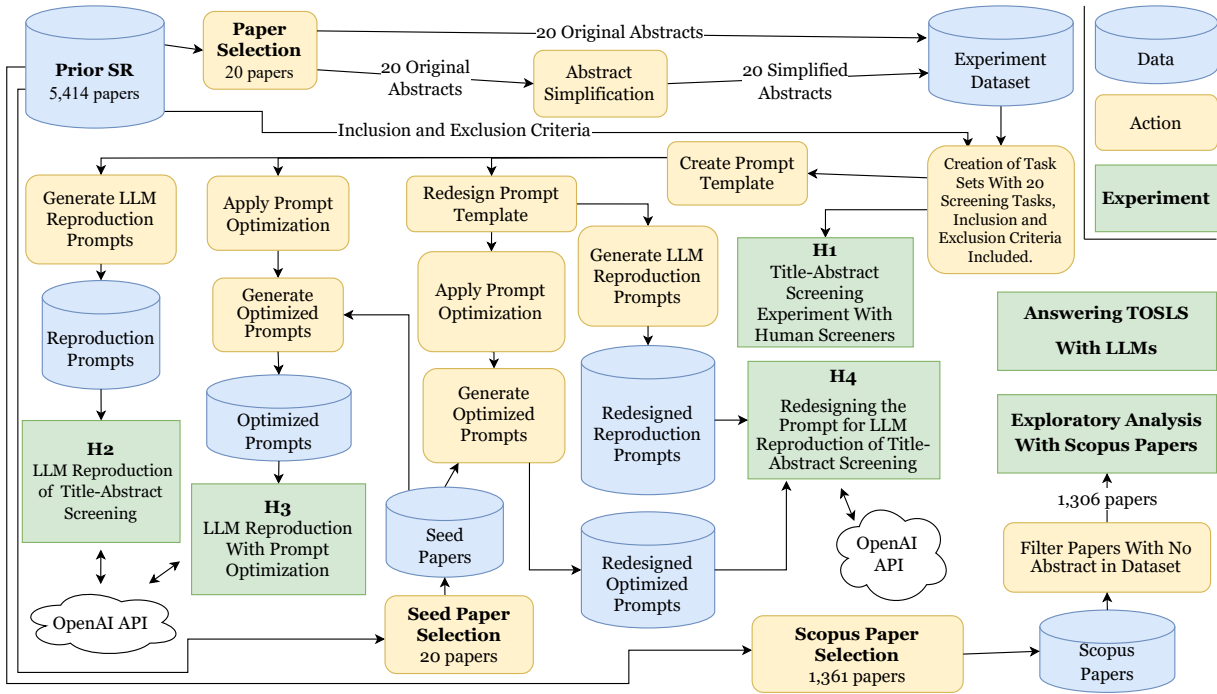 Prior SR
5,414 papers
Paper
Selection
20 papers
20 Original Abstracts
20 Original
Abstracts
Abstract
Simplification
20 Simplified
Abstracts
Experiment
Dataset
Data
Action
Experiment
Inclusion and Exclusion Criteria
Create Prompt
Template
Creation of Task
Sets With 20
Screening Tasks,
Inclusion and
Exclusion Criteria
Included.
Generate LLM
Reproduction
Prompts
Apply Prompt
Optimization
Redesign Prompt
Template
Generate LLM
Reproduction
Prompts
H1
Title-Abstract
Screening
Experiment With
Human Screeners
Reproduction
Prompts
Generate
Optimized
Prompts
Apply Prompt
Optimization
Answering TOSLS
With LLMs
Optimized
Prompts
Generate
Optimized
Prompts
Redesigned
Reproduction
Prompts
H4
Redesigning the
Prompt for LLM
Reproduction of Title-
Abstract Screening
Exploratory Analysis
With Scopus Papers
H2
LLM Reproduction
of Title-Abstract
Screening
H3
LLM Reproduction
With Prompt
Optimization
Seed
Papers
Redesigned
Optimized
Prompts
OpenAI
API
1,306 papers
Filter Papers With No
Abstract in Dataset
OpenAI API
Seed Paper
Selection
20 papers
Scopus Paper
Selection
1,361 papers
Scopus
Papers